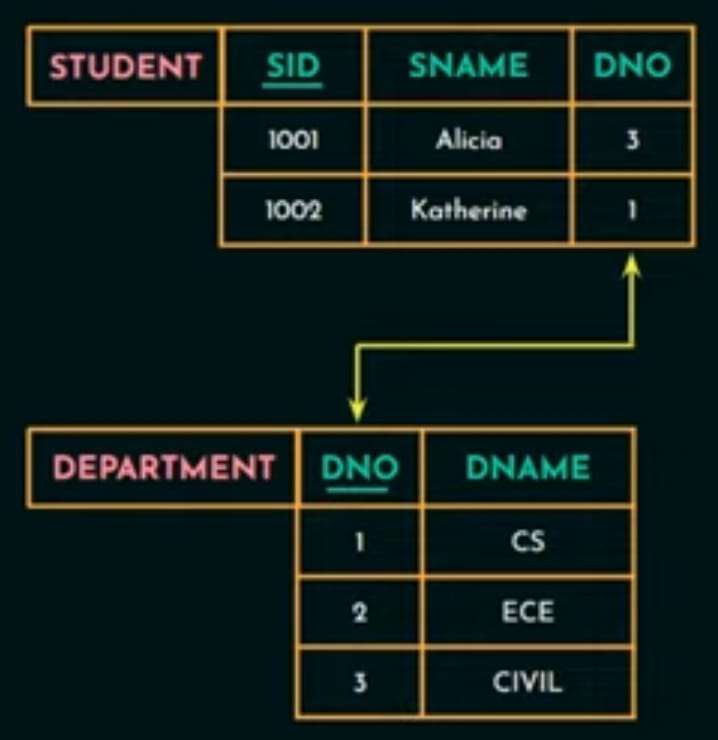 STUDENT SID SNAME DNO
1001 Alicia 3
1002 Katherine 1
DEPARTMENT DNO DNAME
1 CS
2 ECE
3 CIVIL